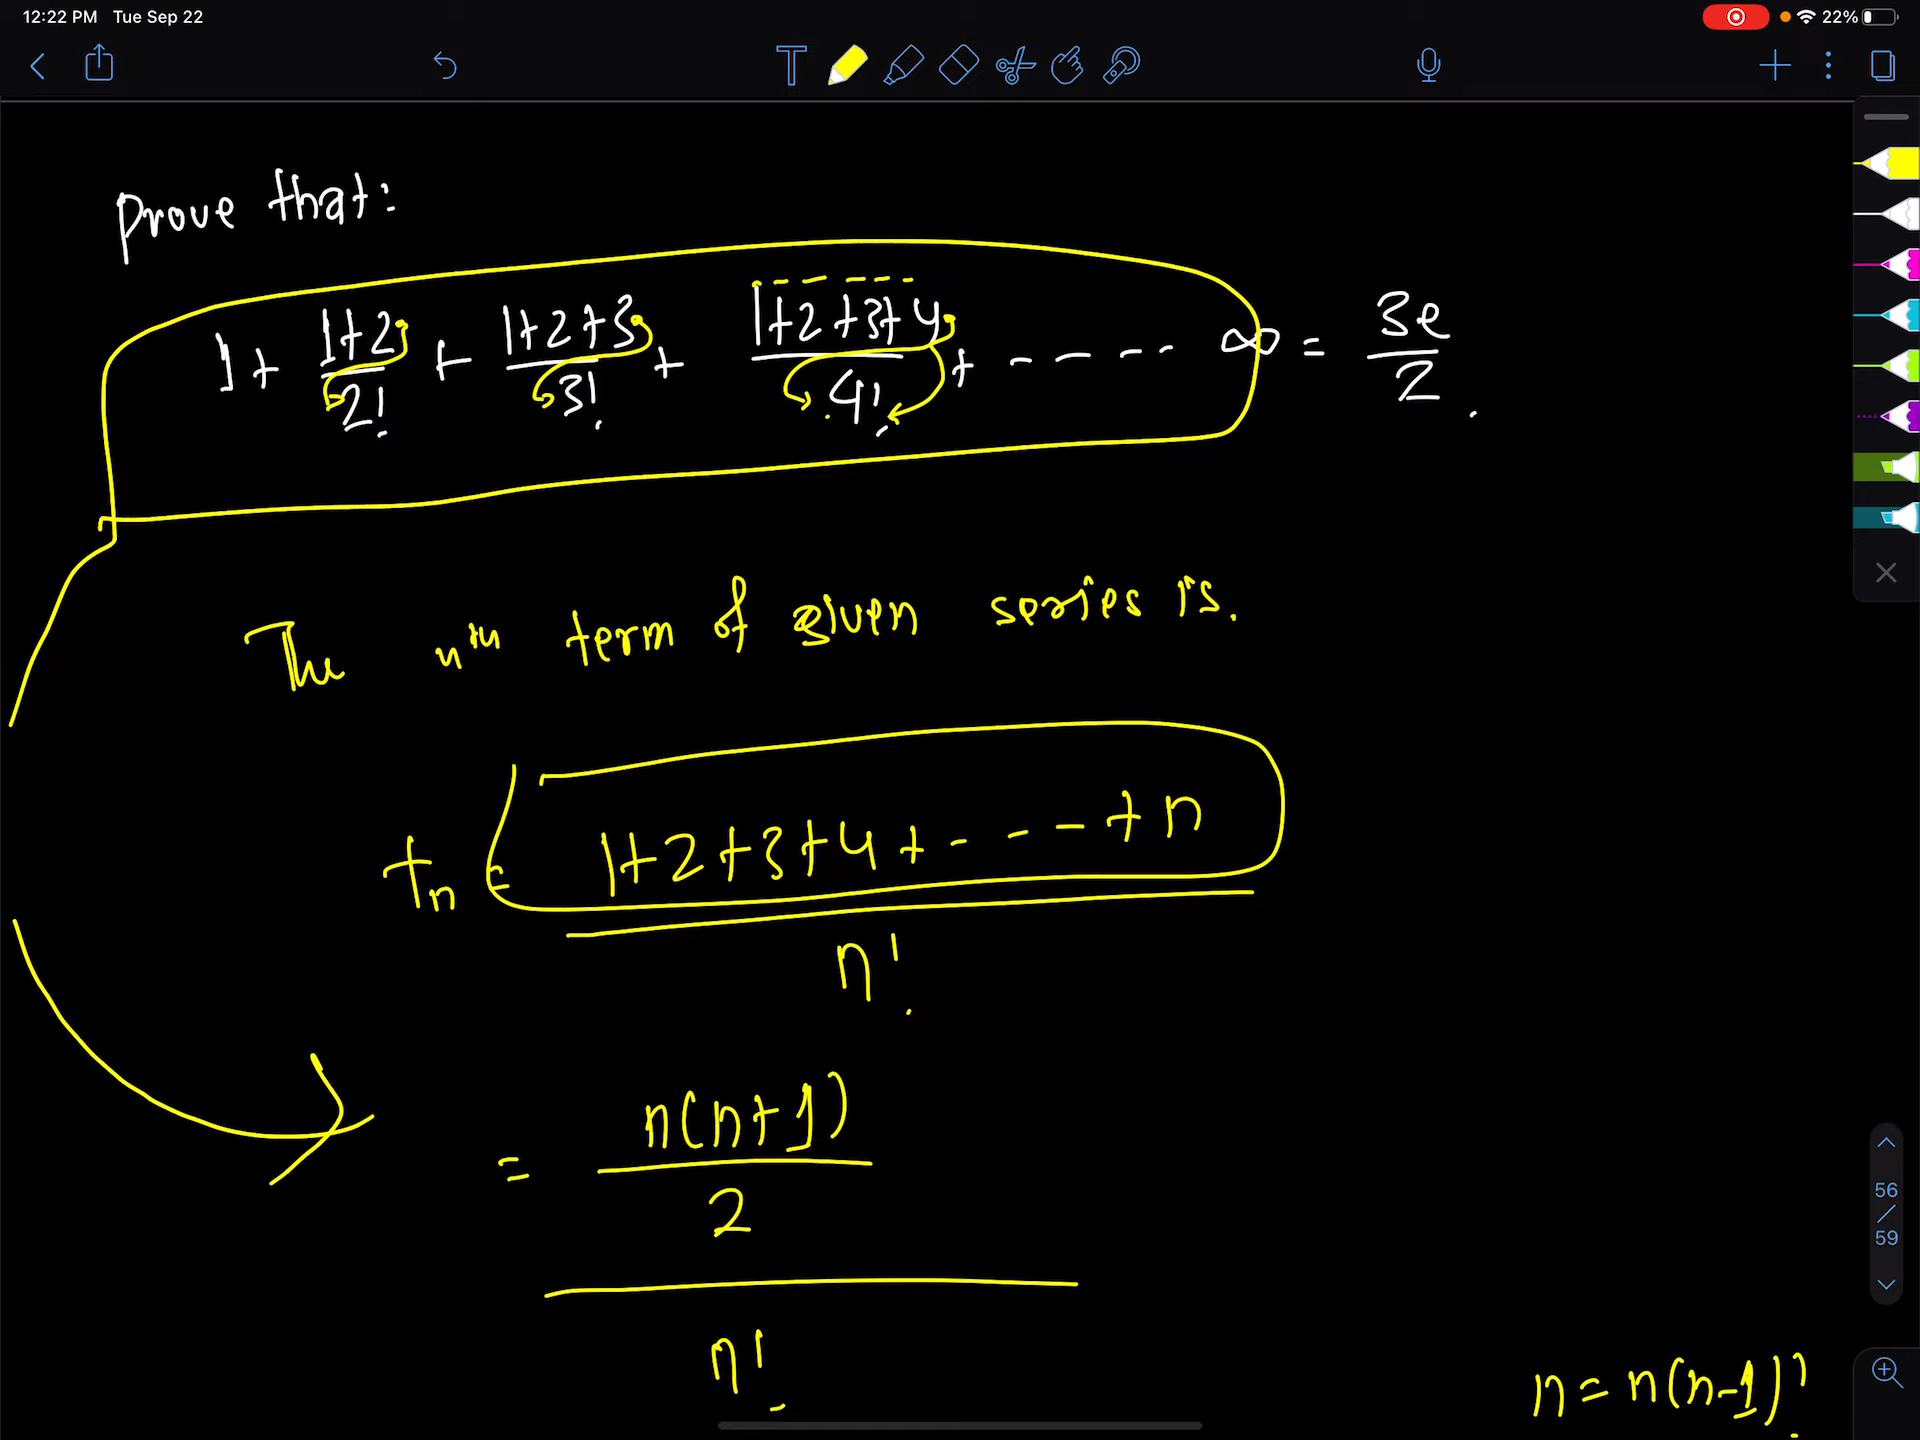 12:22 PM Tue Sep 22
22%
Prove that:
1 + (1+2)/2! + (1+2+3)/3! + (1+2+3+4)/4! + - - - - - ∞ = 3e/2.
The nth term of given series is.
tn = (1+2+3+4+ - - - + n)/n!
= (n(n+1)/2)/n!
n = n(n-1)!
56
/
59